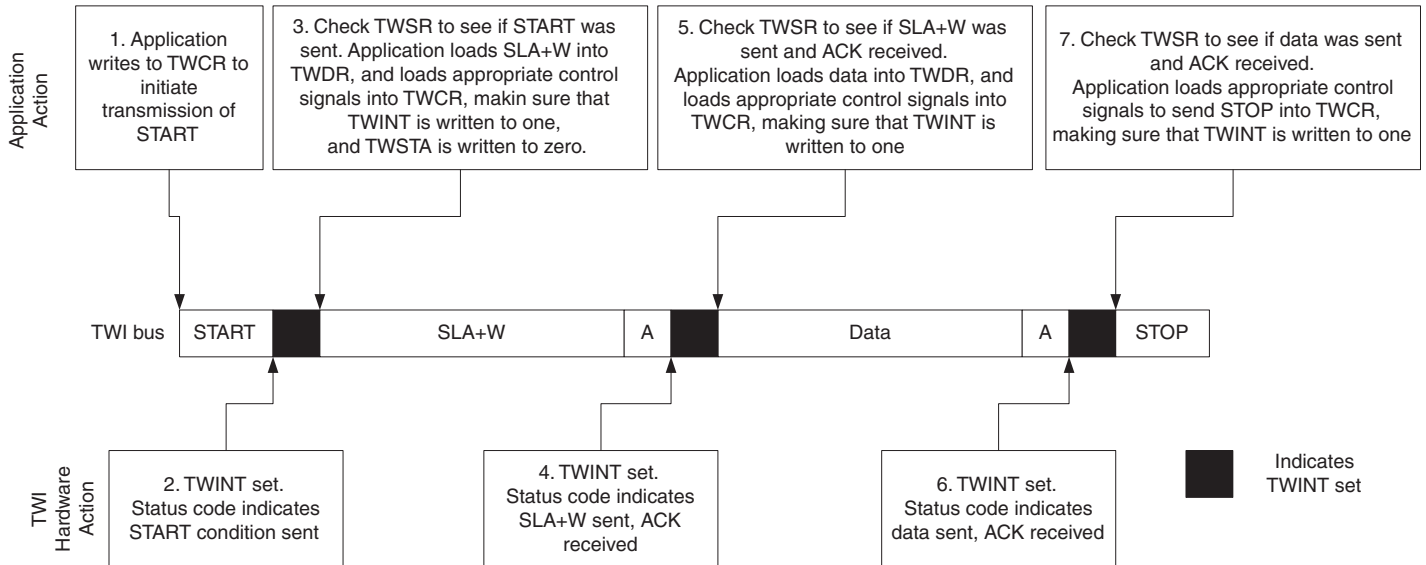 Application
Action
1. Application
writes to TWCR to
initiate
transmission of
START
3. Check TWSR to see if START was
sent. Application loads SLA+W into
TWDR, and loads appropriate control
signals into TWCR, makin sure that
TWINT is written to one,
and TWSTA is written to zero.
5. Check TWSR to see if SLA+W was
sent and ACK received.
Application loads data into TWDR, and
loads appropriate control signals into
TWCR, making sure that TWINT is
written to one
7. Check TWSR to see if data was sent
and ACK received.
Application loads appropriate control
signals to send STOP into TWCR,
making sure that TWINT is written to one
TWI bus
START
SLA+W
A
Data
A
STOP
TWI
Hardware
Action
2. TWINT set.
Status code indicates
START condition sent
4. TWINT set.
Status code indicates
SLA+W sent, ACK
received
6. TWINT set.
Status code indicates
data sent, ACK received
Indicates
TWINT set